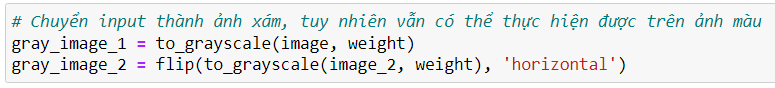 # Chuyển input thành ảnh xám, tuy nhiên vẫn có thể thực hiện được trên ảnh màu
gray_image_1 = to_grayscale(image, weight)
gray_image_2 = flip(to_grayscale(image_2, weight), 'horizontal')